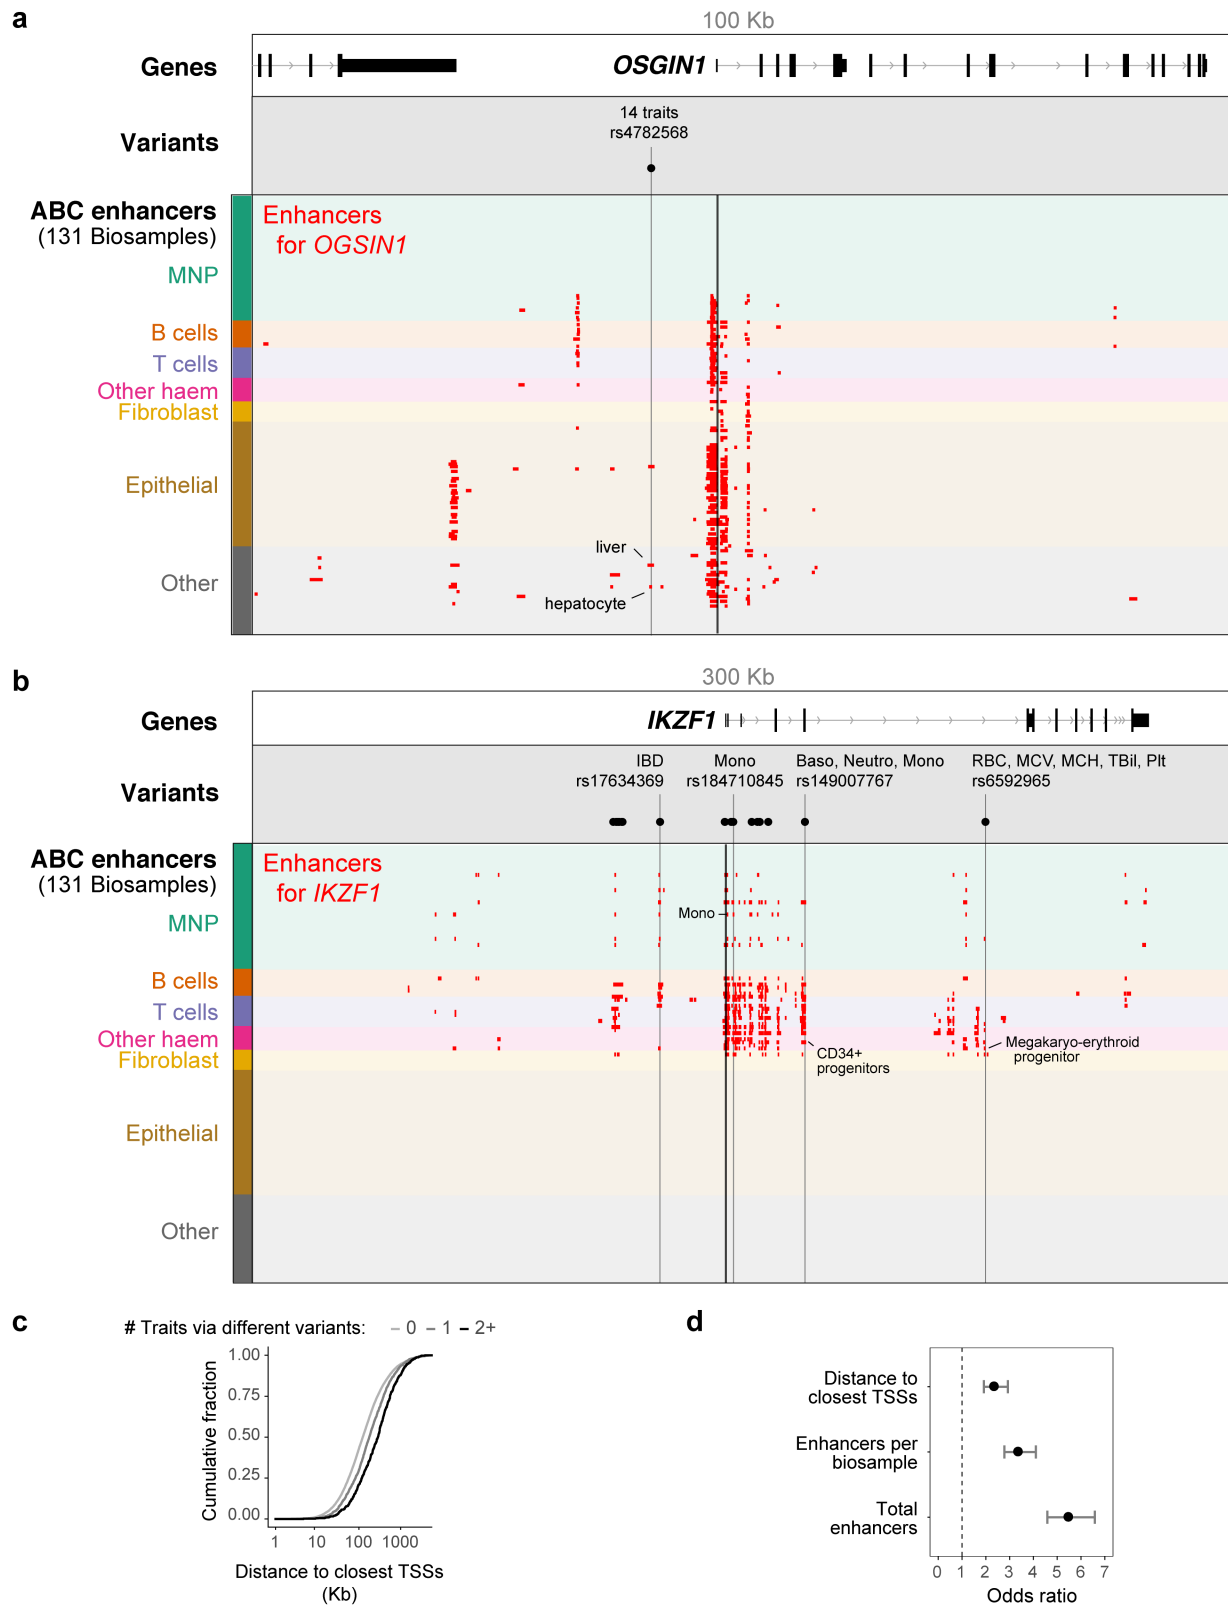 a
100 Kb
Genes
OSGIN1
14 traits
rs4782568
Variants
ABC enhancers
(131 Biosamples)
Enhancers
for OGSIN1
MNP
B cells
T cells
Other haem
Fibroblast
Epithelial
liver
Other
hepatocyte
b
300 Kb
Genes
IKZF1
IBD
rs17634369
Mono
rs184710845
Baso, Neutro, Mono
rs149007767
RBC, MCV, MCH, TBil, Plt
rs6592965
Variants
ABC enhancers
(131 Biosamples)
Enhancers
for IKZF1
Mono
MNP
B cells
T cells
Other haem
Fibroblast
CD34+
progenitors
Megakaryo-erythroid
progenitor
Epithelial
Other
c
# Traits via different variants: 0 1 2+
Cumulative fraction
1.00
0.75
0.50
0.25
0.00
1 10 100 1000
Distance to closest TSSs
(Kb)
d
Distance to
closest TSSs
Enhancers per
biosample
Total
enhancers
0 1 2 3 4 5 6 7
Odds ratio